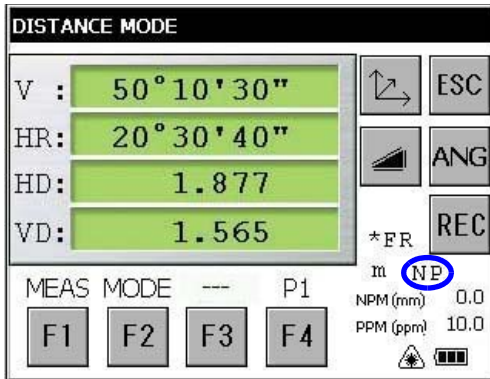 DISTANCE MODE
V : 50°10'30"
HR: 20°30'40"
HD: 1.877
VD: 1.565
ESC
ANG
REC
*FR
m NP
NPM (mm) 0.0
PPM (ppm) 10.0
MEAS MODE --- P1
F1 F2 F3 F4